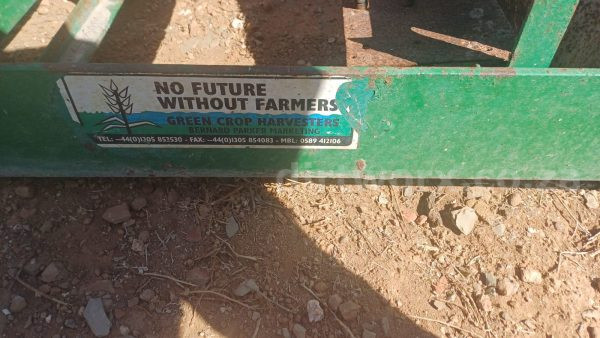 NO FUTURE
WITHOUT FARMERS
GREEN CROP HARVESTERS
BERNARD PARKER MARKETING
TEL: -44(0)1305 853530 - FAX: -44(0)1305 854083 - MBL: 0589 412106